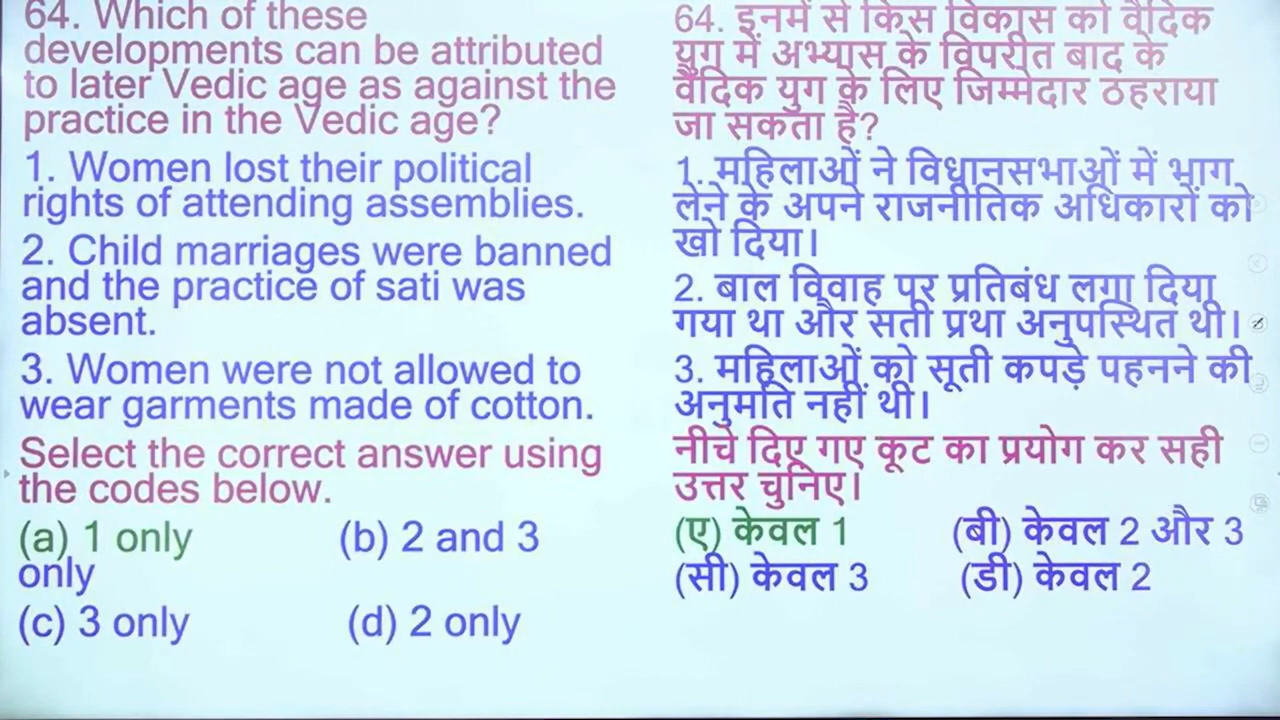 64. Which of these
developments can be attributed
to later Vedic age as against the
practice in the Vedic age?
1. Women lost their political
rights of attending assemblies.
2. Child marriages were banned
and the practice of sati was
absent.
3. Women were not allowed to
wear garments made of cotton.
Select the correct answer using
the codes below.
(a) 1 only (b) 2 and 3
only
(c) 3 only (d) 2 only
64. इनमें से किस विकास को वैदिक
युग में अभ्यास के विपरीत बाद के
वैदिक युग के लिए जिम्मेदार ठहराया
जा सकता है?
1. महिलाओं ने विधानसभाओं में भाग
लेने के अपने राजनीतिक अधिकारों को
खो दिया।
2. बाल विवाह पर प्रतिबंध लगा दिया
गया था और सती प्रथा अनुपस्थित थी।
3. महिलाओं को सूती कपड़े पहनने की
अनुमति नहीं थी।
नीचे दिए गए कूट का प्रयोग कर सही
उत्तर चुनिए।
(ए) केवल 1 (बी) केवल 2 और 3
(सी) केवल 3 (डी) केवल 2